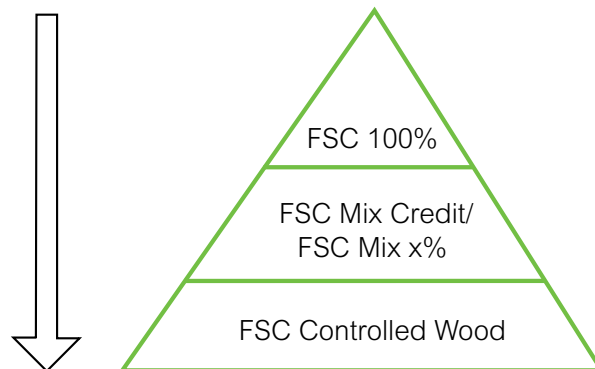 FSC 100%
FSC Mix Credit/
FSC Mix x%
FSC Controlled Wood